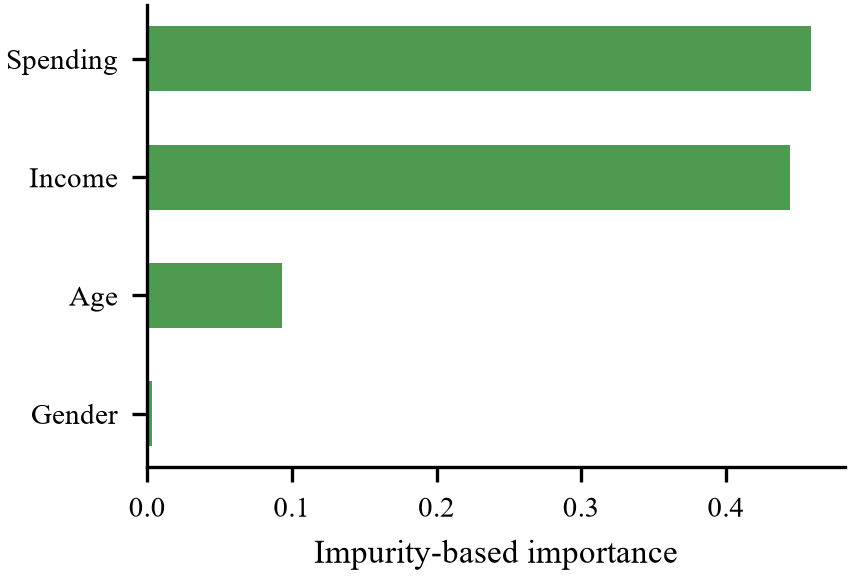 Spending
Income
Age
Gender
0.0 0.1 0.2 0.3 0.4
Impurity-based importance